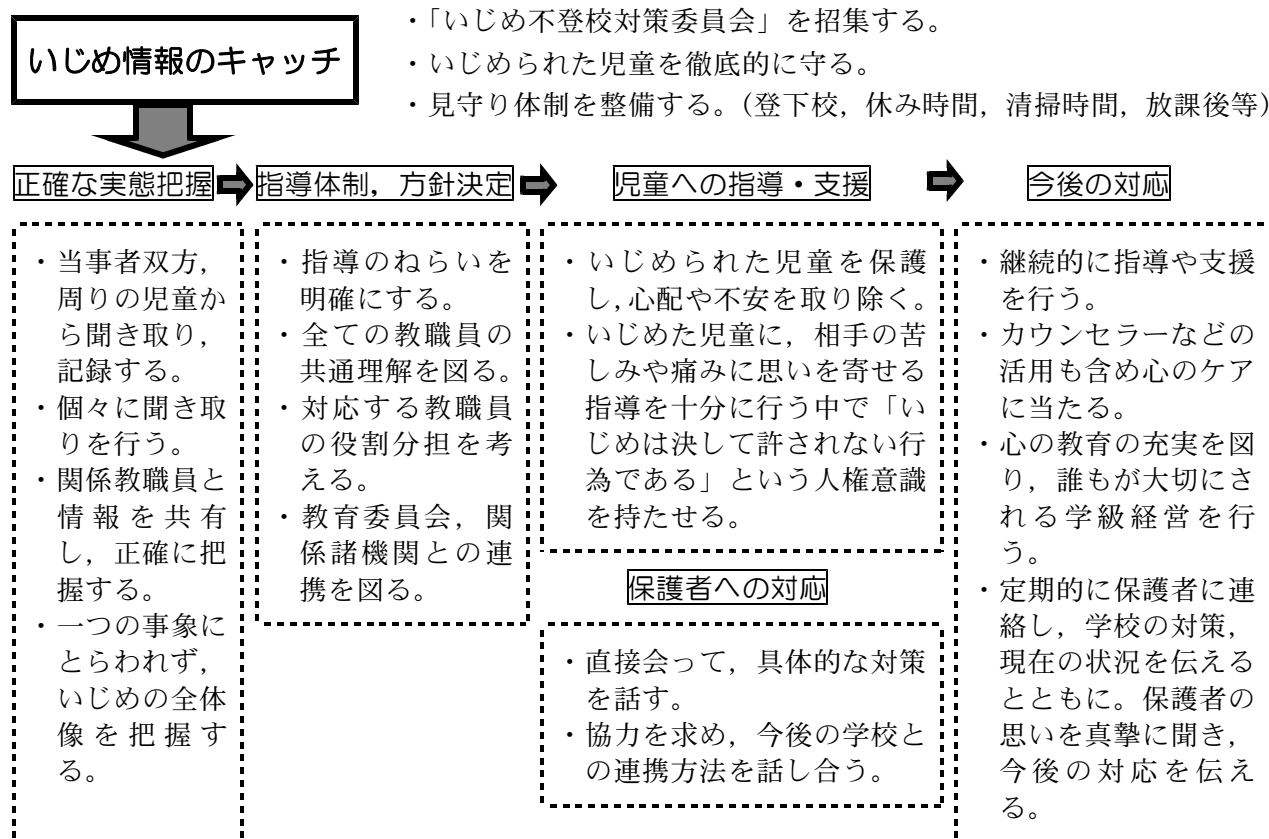 いじめ情報のキャッチ
・「いじめ不登校対策委員会」を招集する。
・いじめられた児童を徹底的に守る。
・見守り体制を整備する。（登下校，休み時間，清掃時間，放課後等）
正確な実態把握
・当事者双方，
周りの児童か
ら聞き取り，
記録する。
・個々に聞き取
りを行う。
・関係教職員と
情報を共有
し，正確に把
握する。
・一つの事象に
とらわれず，
いじめの全体
像を把握す
る。
指導体制，方針決定
・指導のねらいを
明確にする。
・全ての教職員の
共通理解を図る。
・対応する教職員
の役割分担を考
える。
・教育委員会，関
係諸機関との連
携を図る。
児童への指導・支援
・いじめられた児童を保護
し，心配や不安を取り除く。
・いじめた児童に，相手の苦
しみや痛みに思いを寄せる
指導を十分に行う中で「い
じめは決して許されない行
為である」という人権意識
を持たせる。
保護者への対応
・直接会って，具体的な対策
を話す。
・協力を求め，今後の学校と
の連携方法を話し合う。
今後の対応
・継続的に指導や支援
を行う。
・カウンセラーなどの
活用も含め心のケア
に当たる。
・心の教育の充実を図
り，誰もが大切にさ
れる学級経営を行
う。
・定期的に保護者に連
絡し，学校の対策，
現在の状況を伝える
とともに。保護者の
思いを真摯に聞き，
今後の対応を伝え
る。